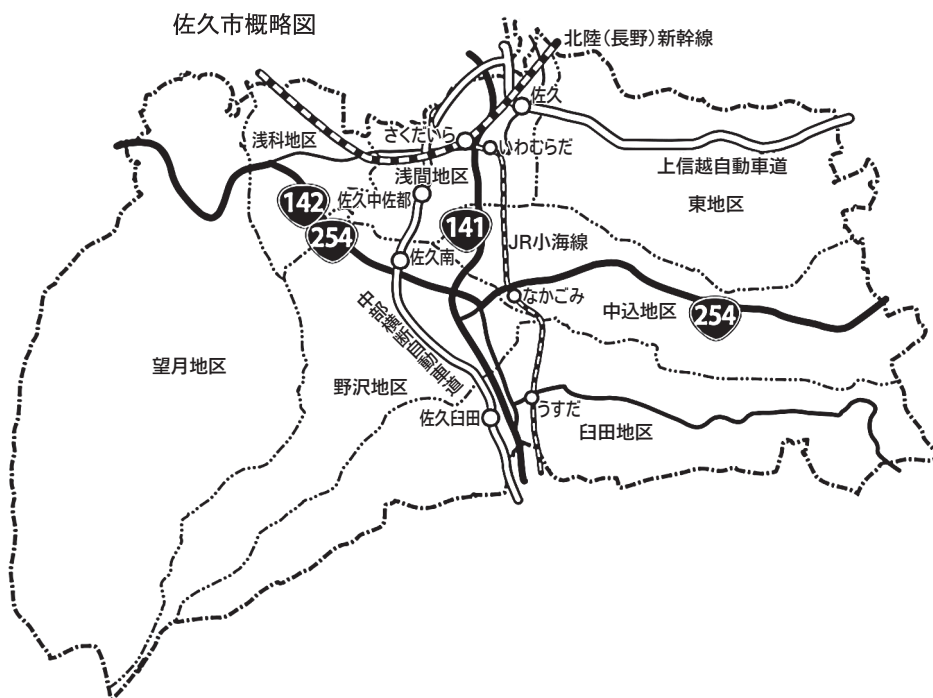 佐久市概略図
北陸(長野)新幹線
佐久
さくだいら
いわむらだ
浅科地区
浅間地区
上信越自動車道
佐久中佐都
142
254
141
東地区
JR小海線
佐久南
なかごみ
中込地区
254
中部横断自動車道
望月地区
野沢地区
佐久臼田
うすだ
臼田地区